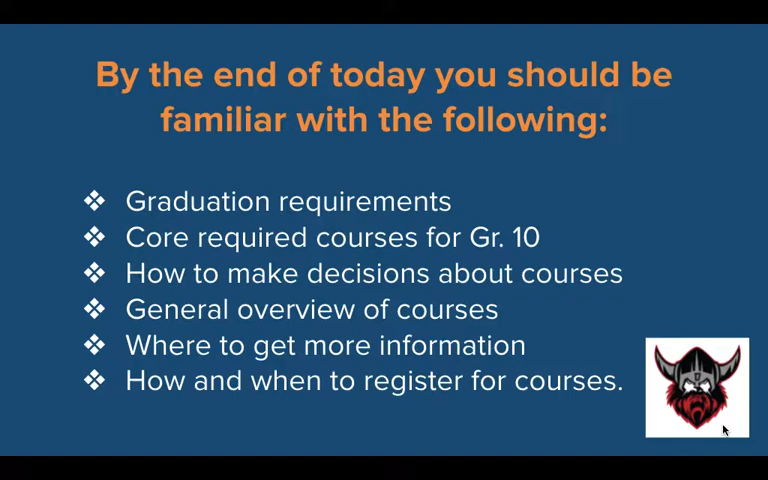 By the end of today you should be
familiar with the following:
❖ Graduation requirements
❖ Core required courses for Gr. 10
❖ How to make decisions about courses
❖ General overview of courses
❖ Where to get more information
❖ How and when to register for courses.